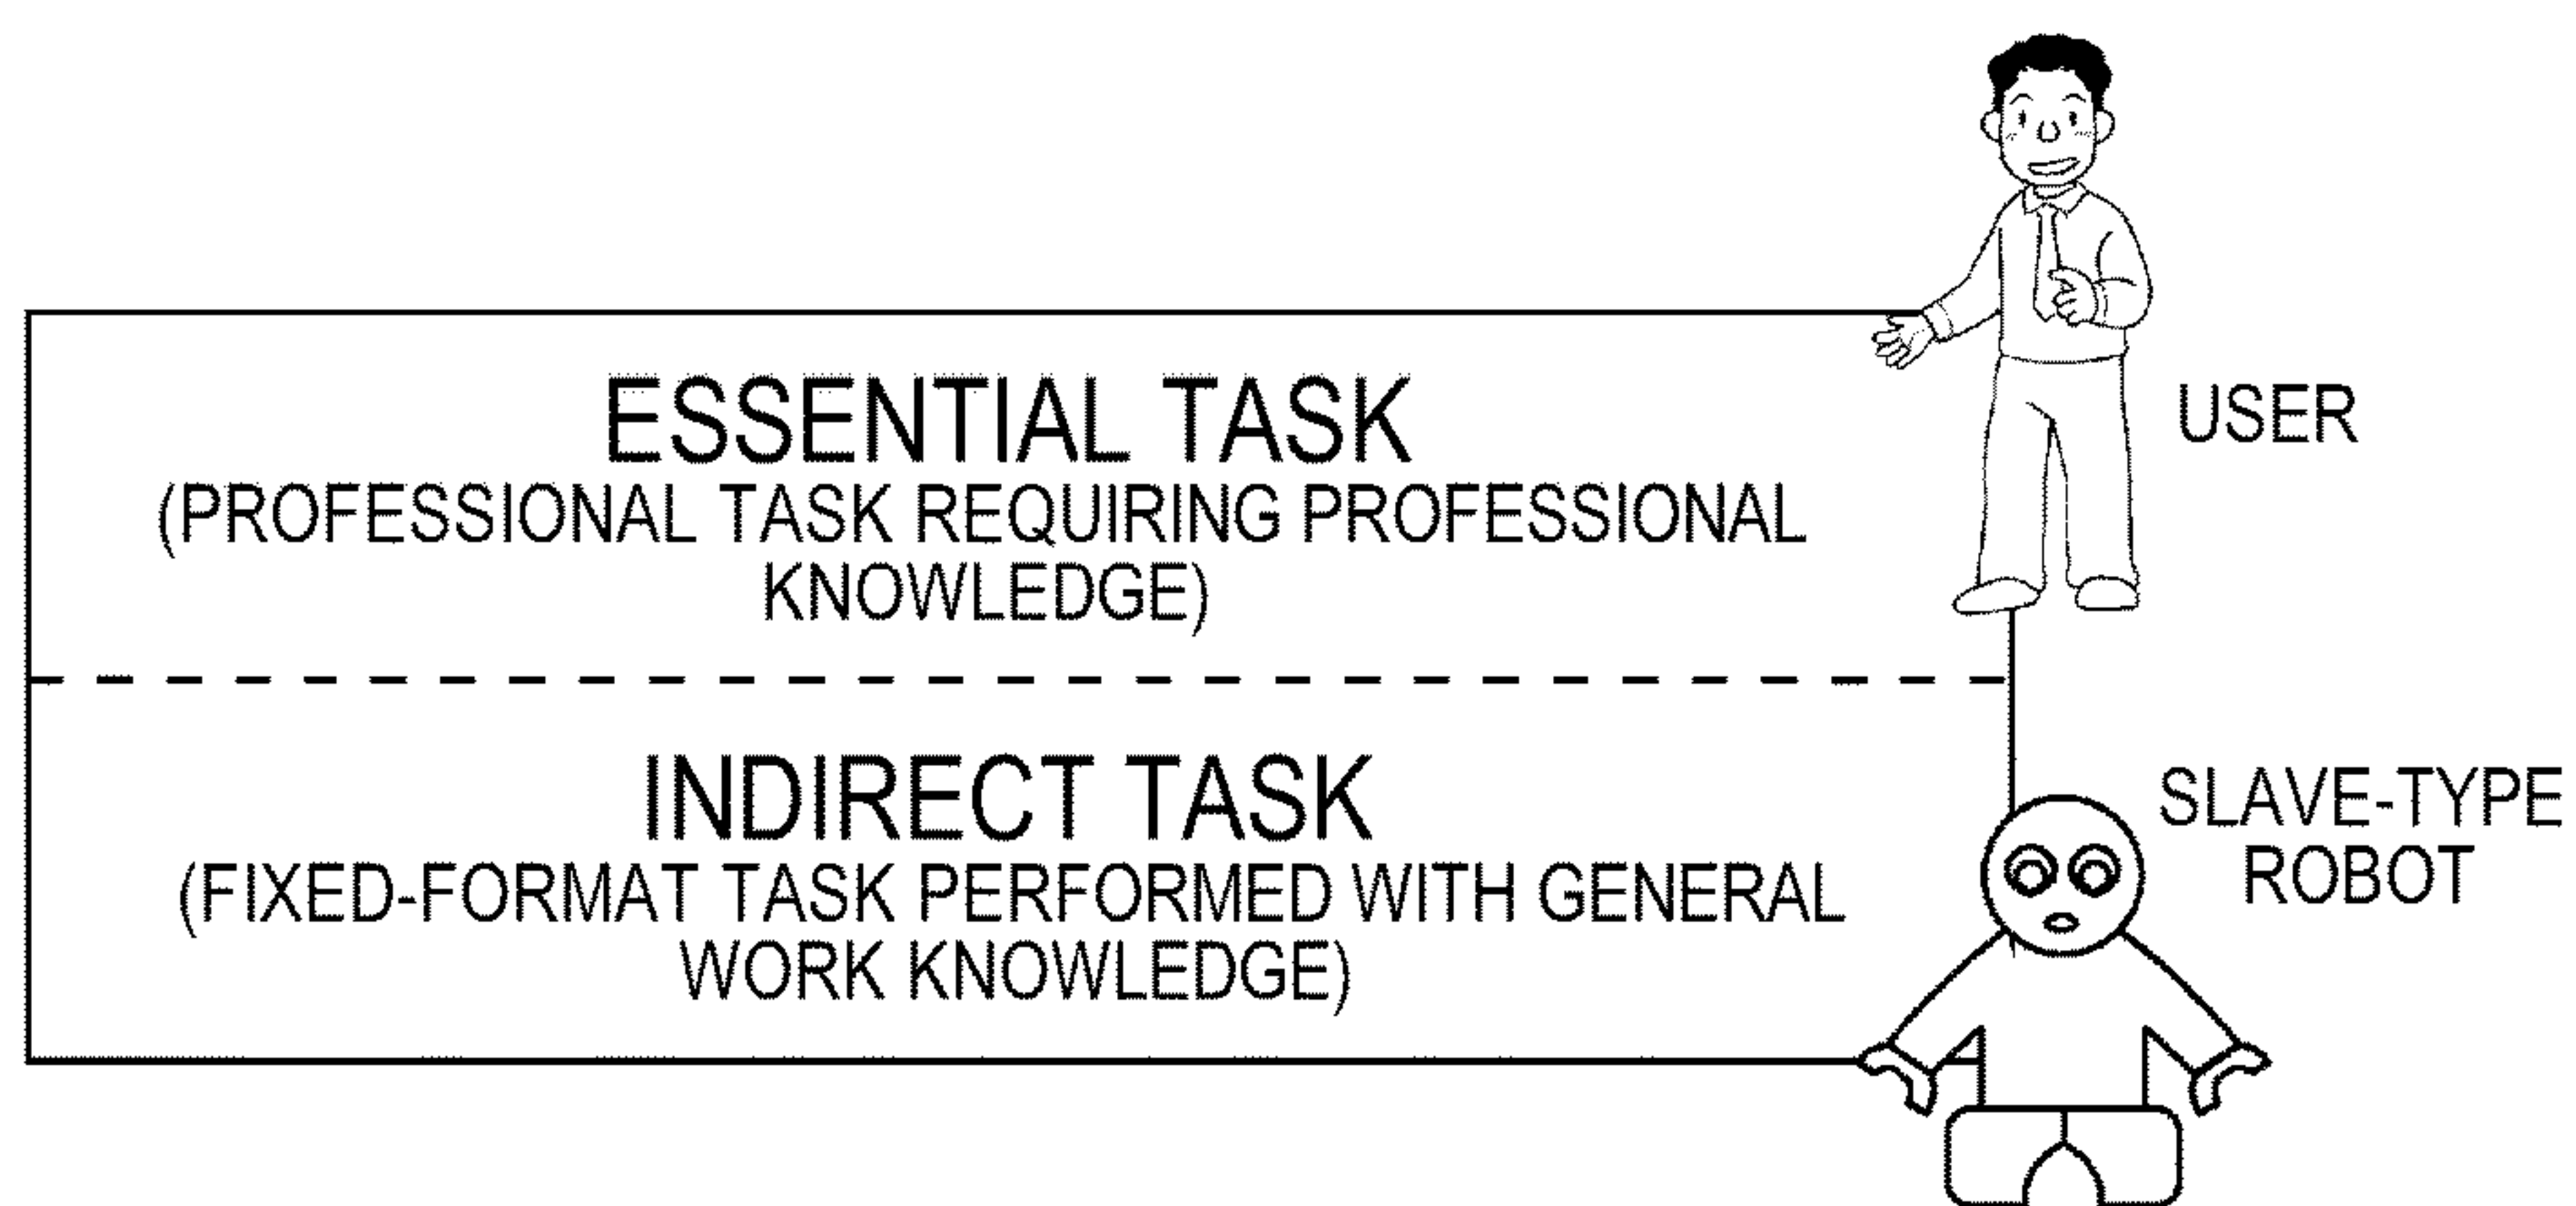 ESSENTIAL TASK
(PROFESSIONAL TASK REQUIRING PROFESSIONAL
KNOWLEDGE)
USER
INDIRECT TASK
(FIXED-FORMAT TASK PERFORMED WITH GENERAL
WORK KNOWLEDGE)
SLAVE-TYPE
ROBOT